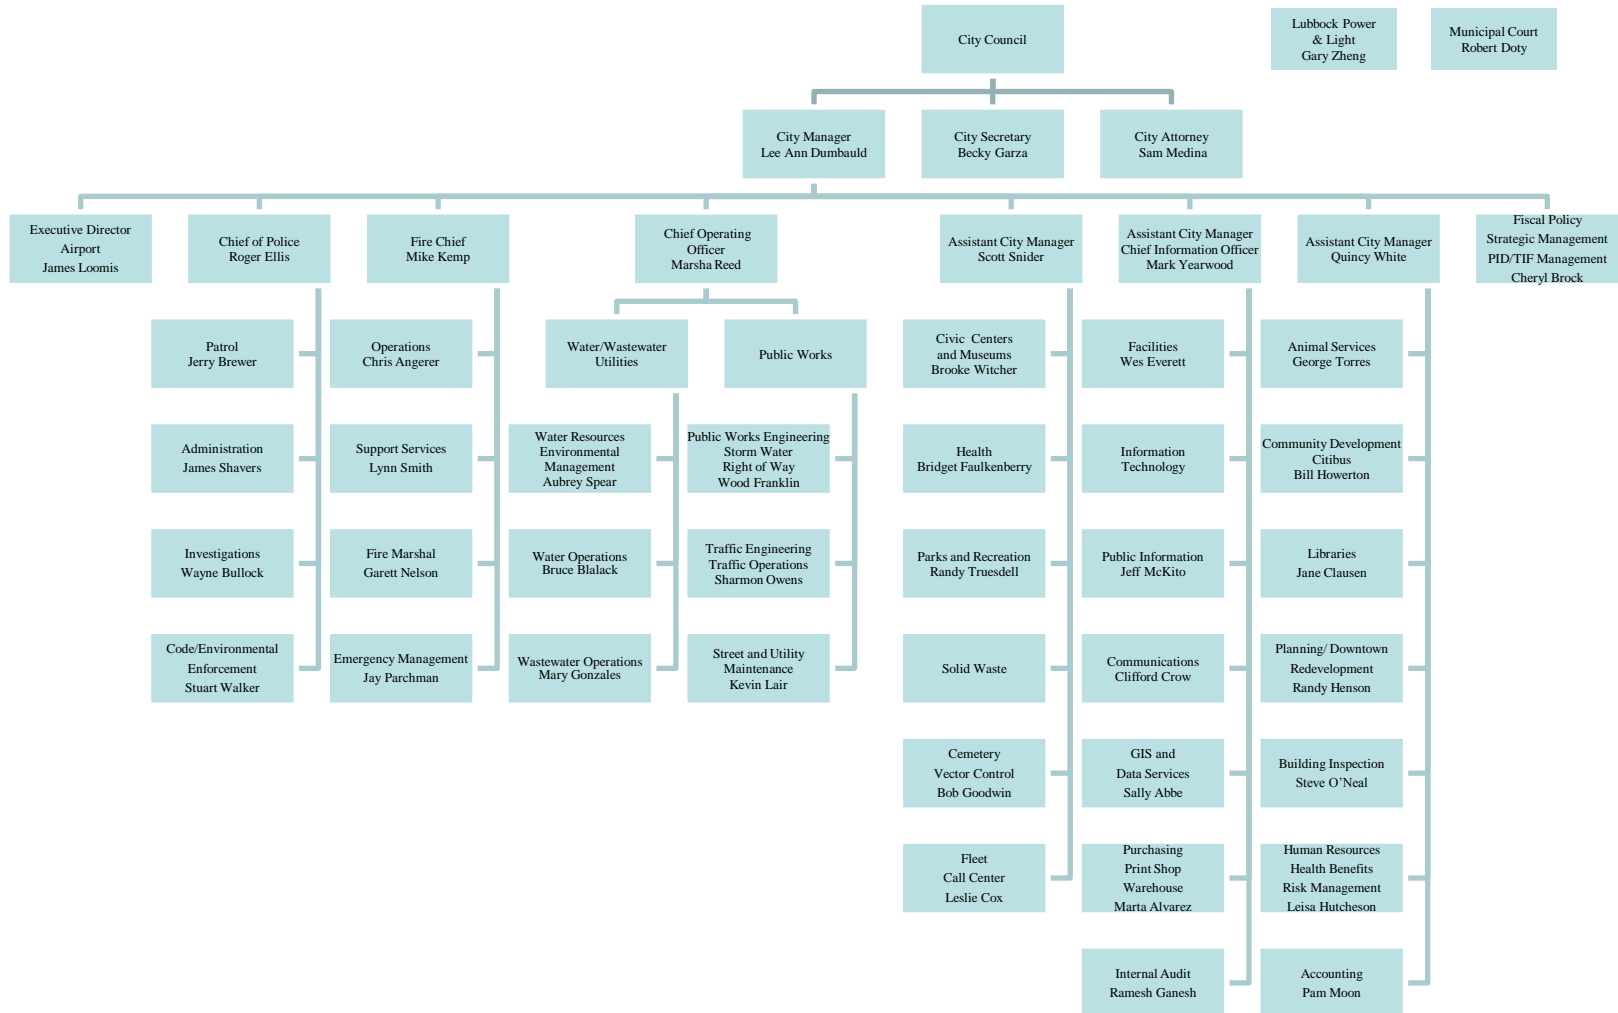 City Council
Lubbock Power
& Light
Gary Zheng
Municipal Court
Robert Doty
City Manager
Lee Ann Dumbauld
City Secretary
Becky Garza
City Attorney
Sam Medina
Executive Director
Airport
James Loomis
Chief of Police
Roger Ellis
Fire Chief
Mike Kemp
Chief Operating
Officer
Marsha Reed
Assistant City Manager
Scott Snider
Assistant City Manager
Chief Information Officer
Mark Yearwood
Assistant City Manager
Quincy White
Fiscal Policy
Strategic Management
PID/TIF Management
Cheryl Brock
Patrol
Jerry Brewer
Operations
Chris Angerer
Water/Wastewater
Utilities
Public Works
Civic Centers
and Museums
Brooke Witcher
Facilities
Wes Everett
Animal Services
George Torres
Administration
James Shavers
Support Services
Lynn Smith
Water Resources
Environmental
Management
Aubrey Spear
Public Works Engineering
Storm Water
Right of Way
Wood Franklin
Health
Bridget Faulkenberry
Information
Technology
Community Development
Citibus
Bill Howerton
Investigations
Wayne Bullock
Fire Marshal
Garett Nelson
Water Operations
Bruce Blalack
Traffic Engineering
Traffic Operations
Sharmon Owens
Parks and Recreation
Randy Truesdell
Public Information
Jeff McKito
Libraries
Jane Clausen
Code/Environmental
Enforcement
Stuart Walker
Emergency Management
Jay Parchman
Wastewater Operations
Mary Gonzales
Street and Utility
Maintenance
Kevin Lair
Solid Waste
Communications
Clifford Crow
Planning/ Downtown
Redevelopment
Randy Henson
Cemetery
Vector Control
Bob Goodwin
GIS and
Data Services
Sally Abbe
Building Inspection
Steve O’Neal
Fleet
Call Center
Leslie Cox
Purchasing
Print Shop
Warehouse
Marta Alvarez
Human Resources
Health Benefits
Risk Management
Leisa Hutcheson
Internal Audit
Ramesh Ganesh
Accounting
Pam Moon